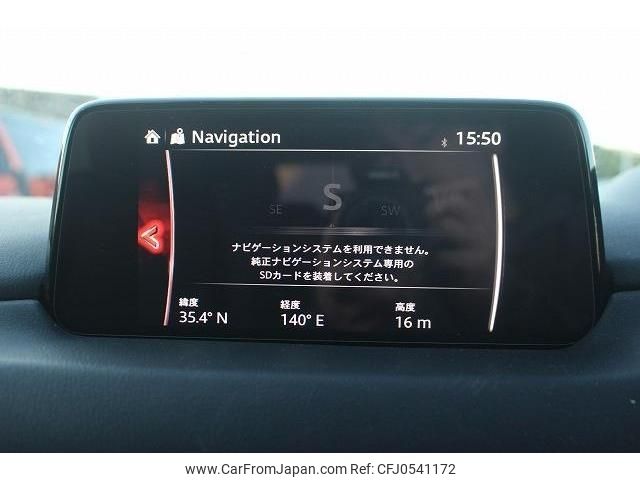 Navigation
15:50
S
SE
SW
ナビゲーションシステムを利用できません。
純正ナビゲーションシステム専用の
SDカードを装着してください。
緯度
経度
高度
35.4° N
140° E
16 m
© CarFromJapan.com - Ref: CFJ0541172